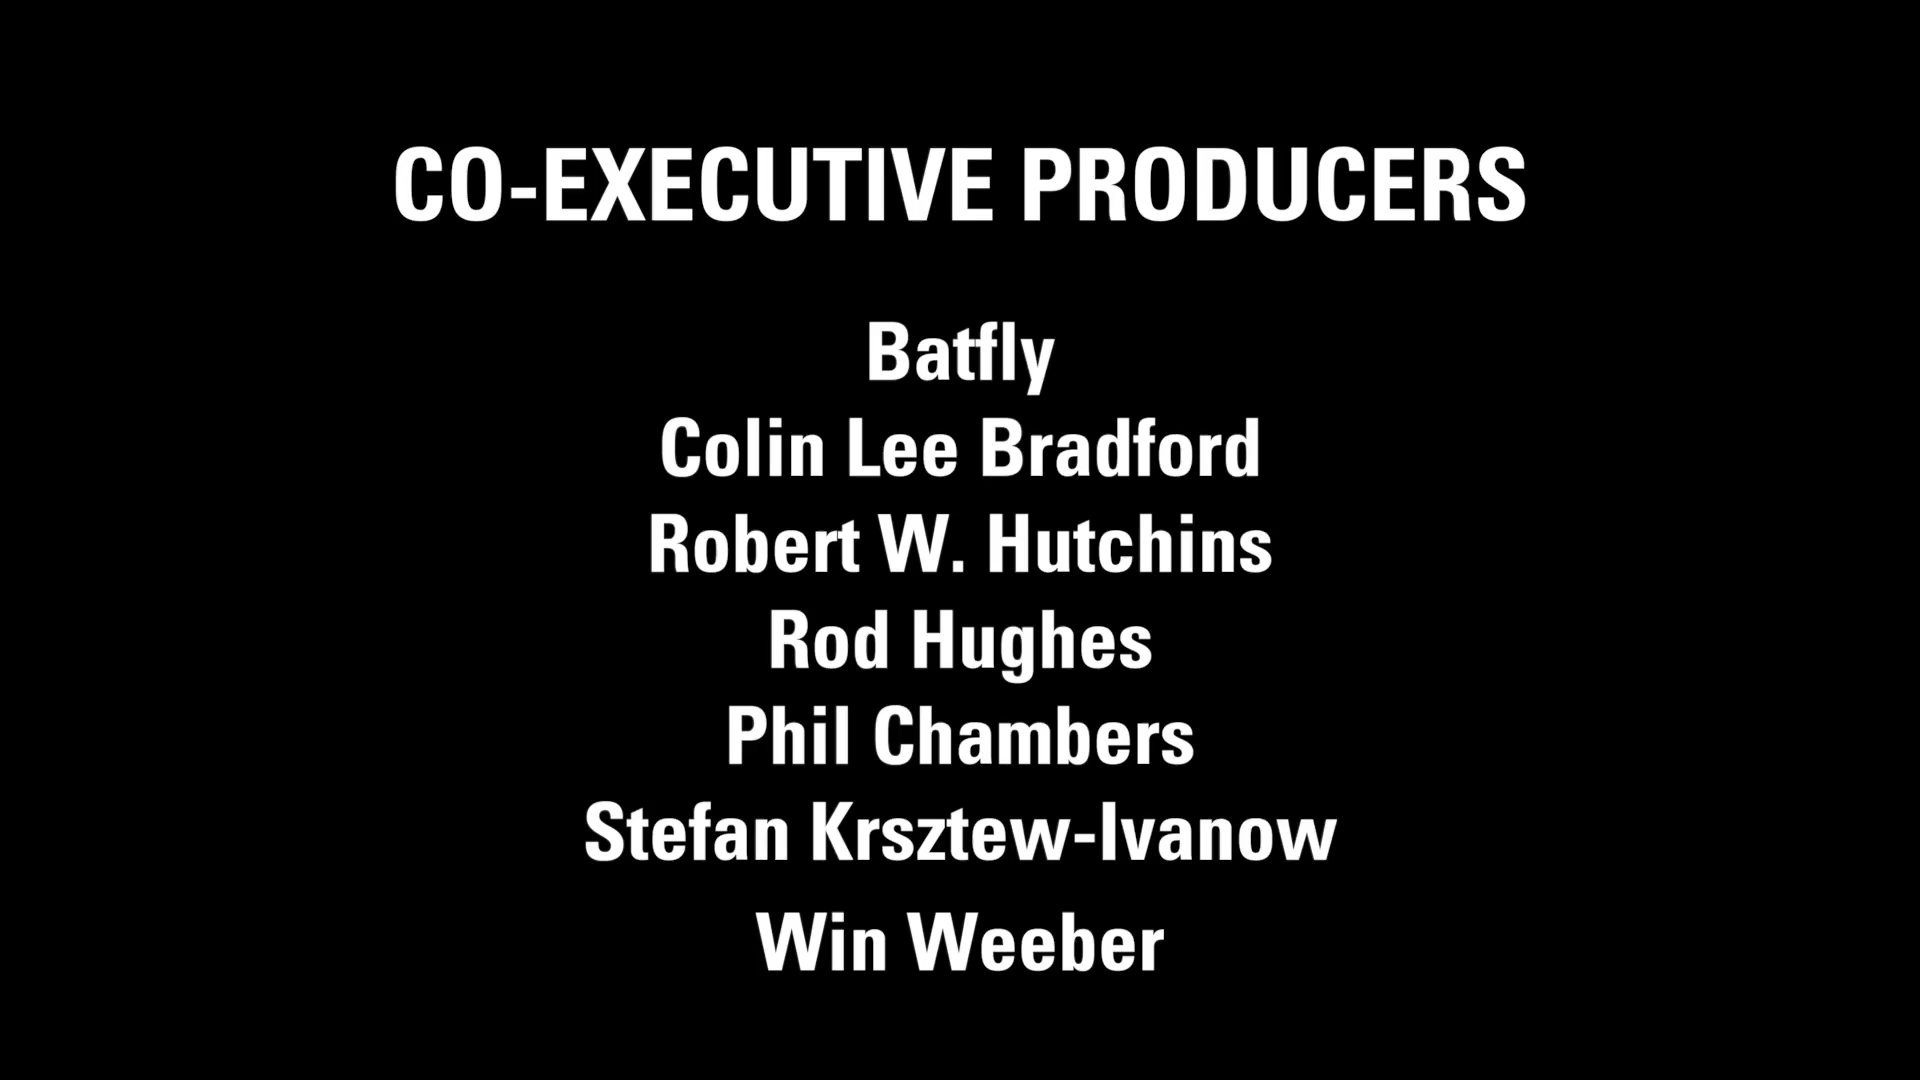 CO-EXECUTIVE PRODUCERS
Batfly
Colin Lee Bradford
Robert W. Hutchins
Rod Hughes
Phil Chambers
Stefan Krsztew-Ivanow
Win Weeber